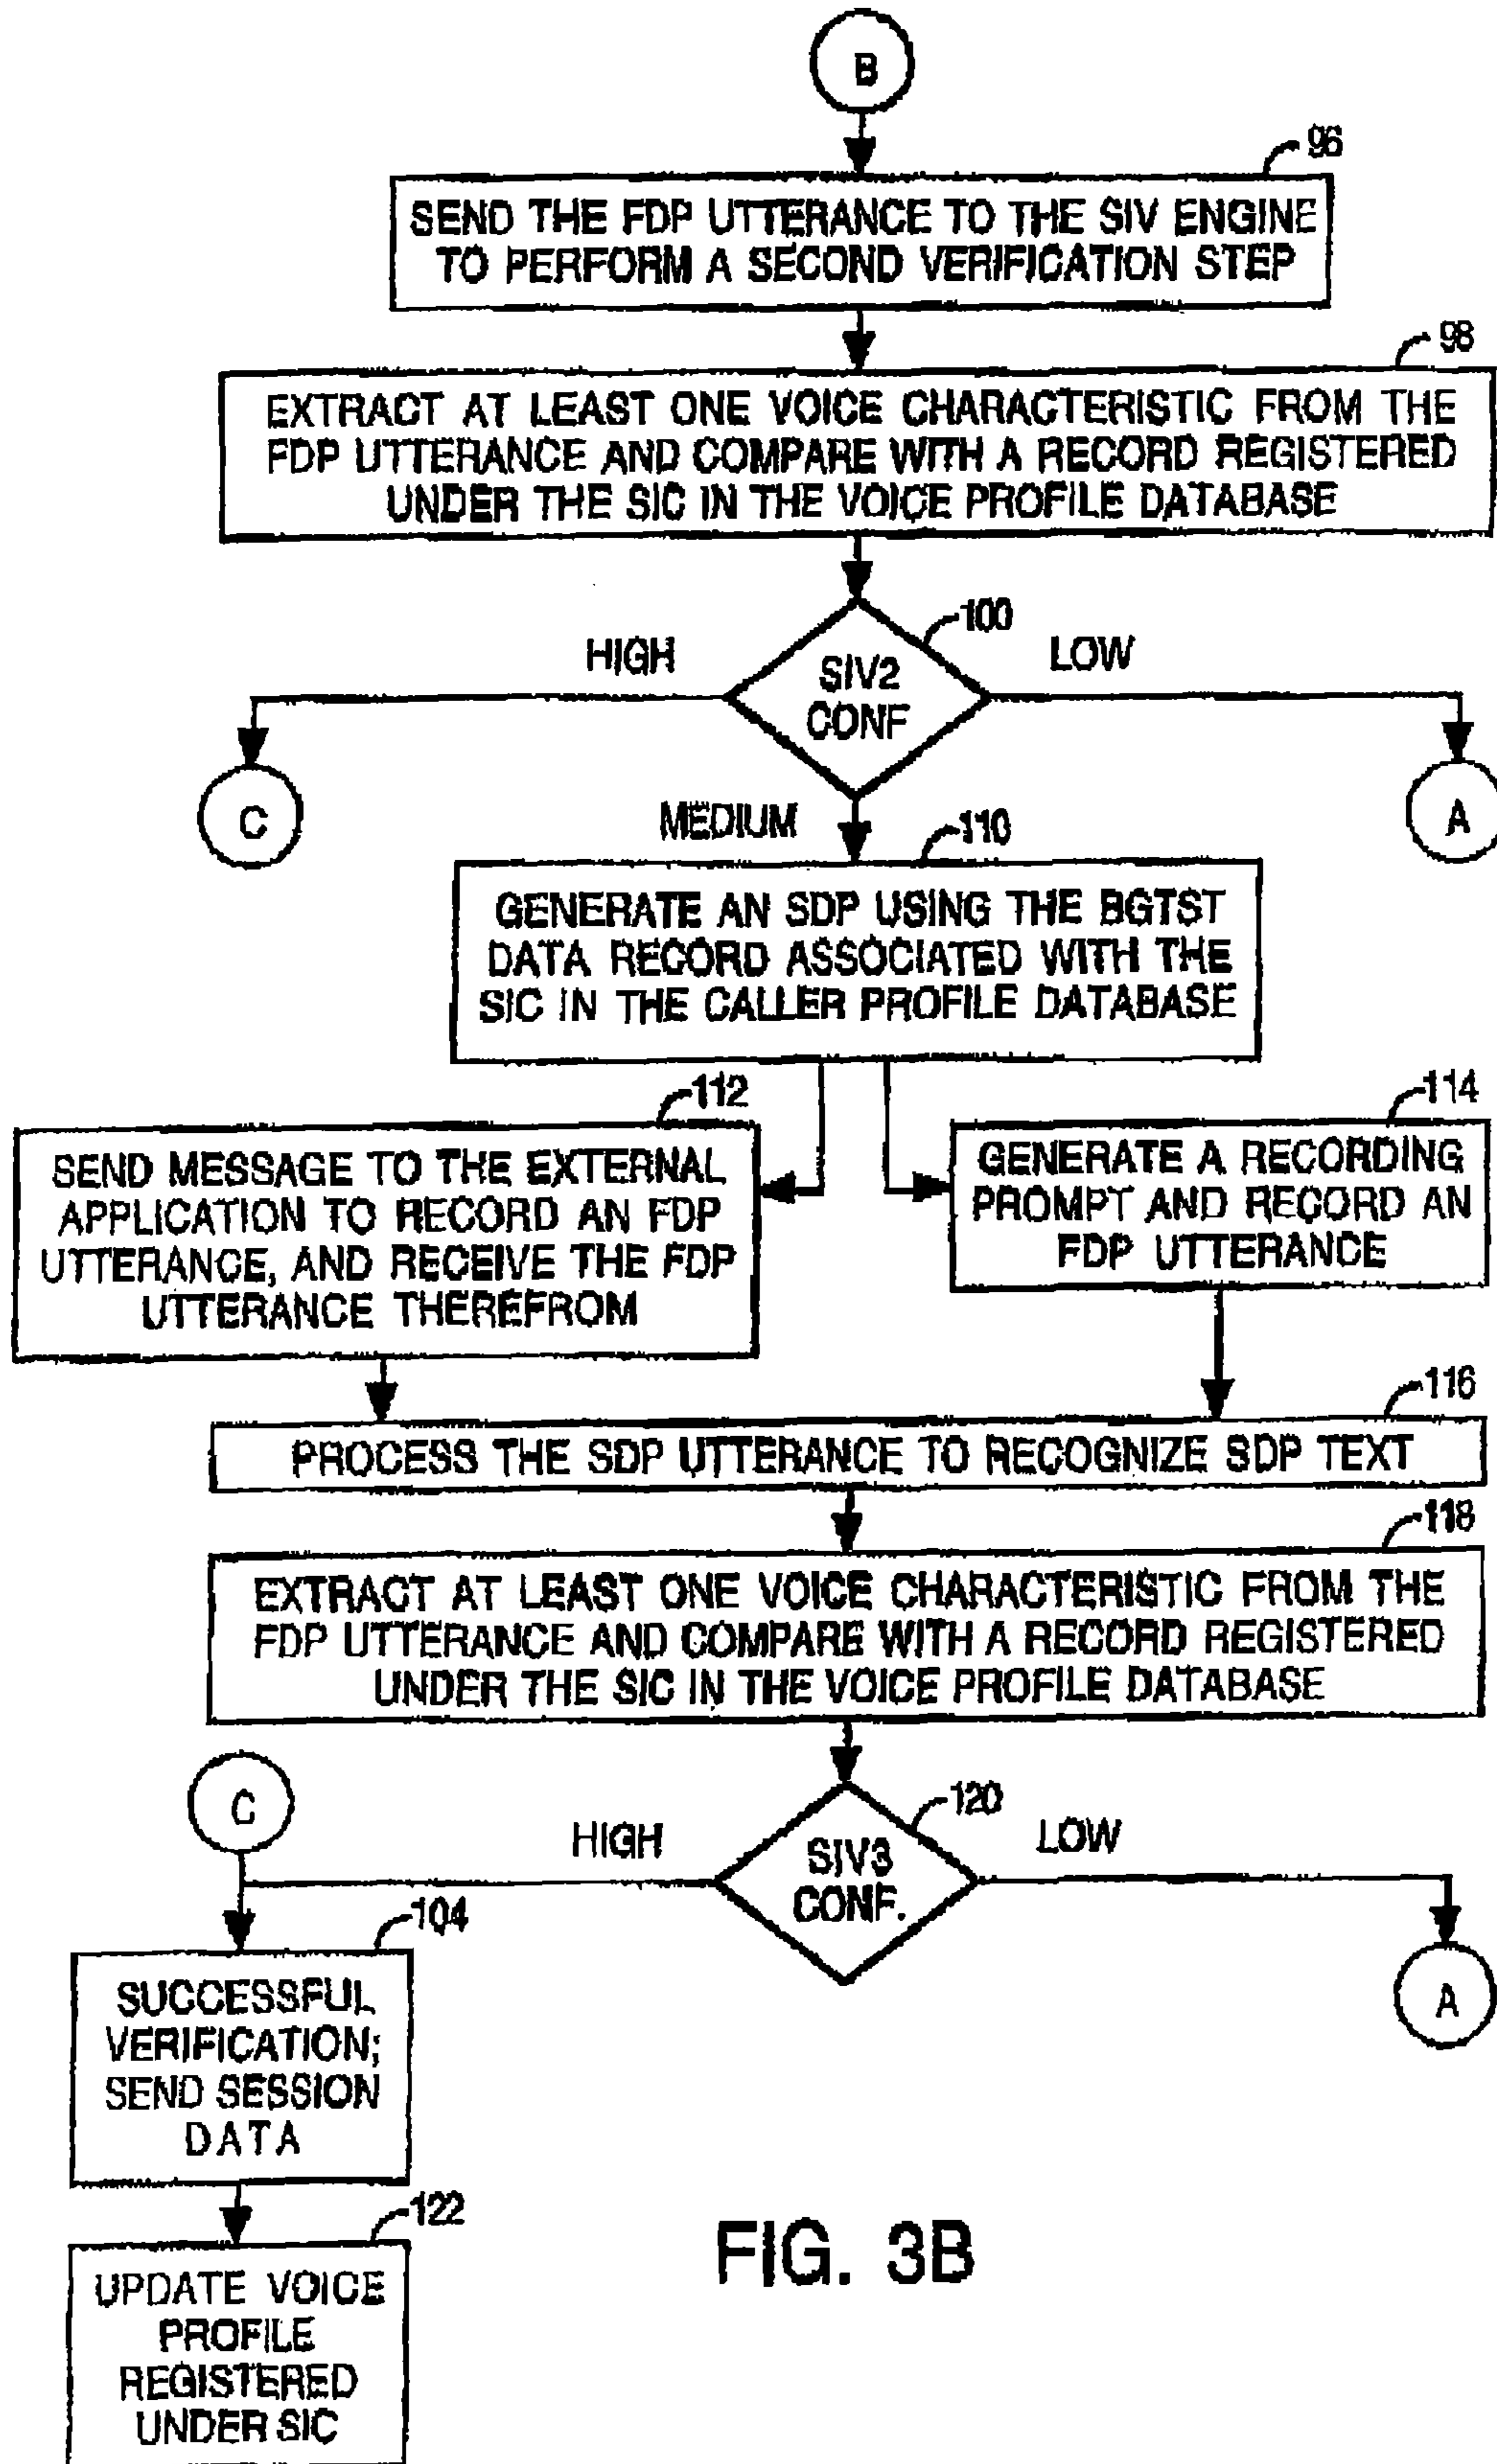 B
96
SEND THE FDP UTTERANCE TO THE SIV ENGINE
TO PERFORM A SECOND VERIFICATION STEP
98
EXTRACT AT LEAST ONE VOICE CHARACTERISTIC FROM THE
FDP UTTERANCE AND COMPARE WITH A RECORD REGISTERED
UNDER THE SIC IN THE VOICE PROFILE DATABASE
100
HIGH
LOW
SIV2
CONF
C
A
MEDIUM
110
GENERATE AN SDP USING THE BGTST
DATA RECORD ASSOCIATED WITH THE
SIC IN THE CALLER PROFILE DATABASE
112
SEND MESSAGE TO THE EXTERNAL
APPLICATION TO RECORD AN FDP
UTTERANCE, AND RECEIVE THE FDP
UTTERANCE THEREFROM
114
GENERATE A RECORDING
PROMPT AND RECORD AN
FDP UTTERANCE
116
PROCESS THE SDP UTTERANCE TO RECOGNIZE SDP TEXT
118
EXTRACT AT LEAST ONE VOICE CHARACTERISTIC FROM THE
FDP UTTERANCE AND COMPARE WITH A RECORD REGISTERED
UNDER THE SIC IN THE VOICE PROFILE DATABASE
C
120
HIGH
LOW
SIV3
CONF.
A
104
SUCCESSFUL
VERIFICATION;
SEND SESSION
DATA
122
UPDATE VOICE
PROFILE
REGISTERED
UNDER SIC
FIG. 3B